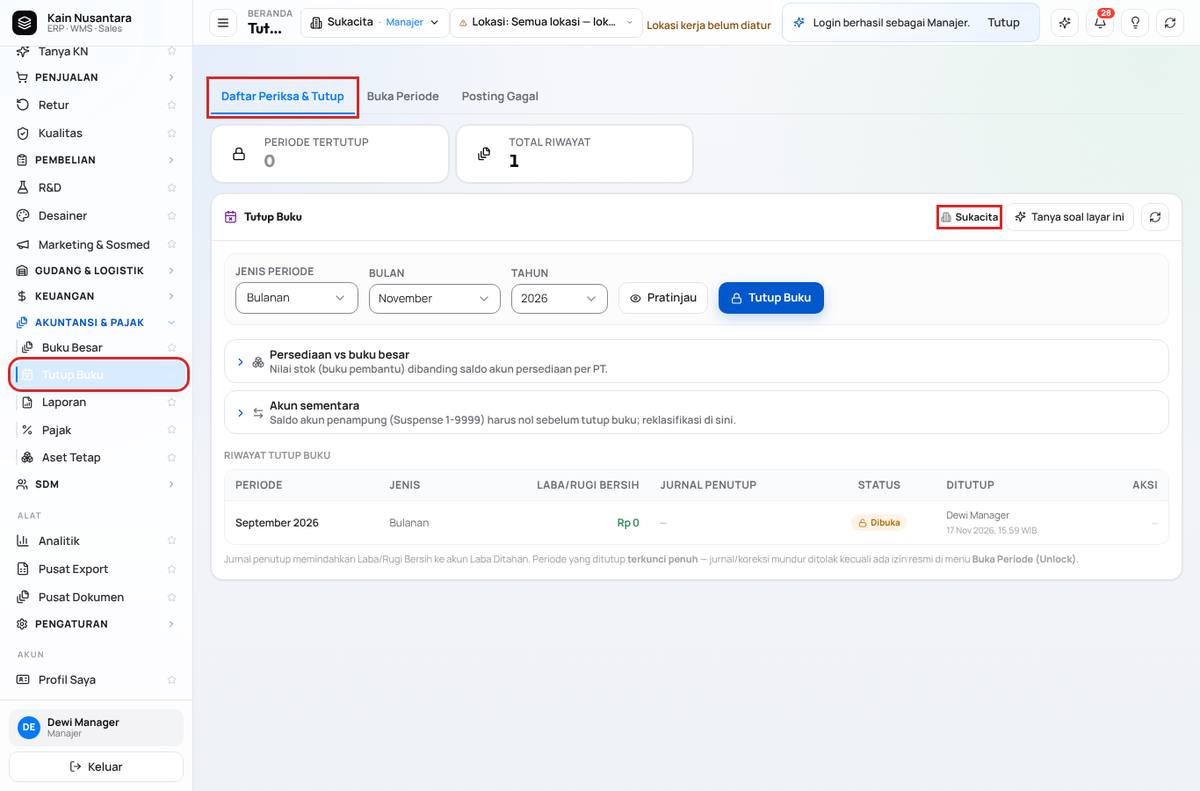 Kain Nusantara
ERP · WMS · Sales
Tanya KN
PENJUALAN
Retur
Kualitas
PEMBELIAN
R&D
Desainer
Marketing & Sosmed
GUDANG & LOGISTIK
KEUANGAN
AKUNTANSI & PAJAK
Buku Besar
Tutup Buku
Laporan
Pajak
Aset Tetap
SDM
ALAT
Analitik
Pusat Export
Pusat Dokumen
PENGATURAN
AKUN
Profil Saya
DE
Dewi Manager
Manajer
Keluar
BERANDA
Tut...
Sukacita · Manajer
Lokasi: Semua lokasi — lok...
Lokasi kerja belum diatur
Login berhasil sebagai Manajer.
Tutup
28
Daftar Periksa & Tutup
Buka Periode
Posting Gagal
PERIODE TERTUTUP
0
TOTAL RIWAYAT
1
Tutup Buku
Sukacita
Tanya soal layar ini
JENIS PERIODE
Bulanan
BULAN
November
TAHUN
2026
Pratinjau
Tutup Buku
Persediaan vs buku besar
Nilai stok (buku pembantu) dibanding saldo akun persediaan per PT.
Akun sementara
Saldo akun penampung (Suspense 1-9999) harus nol sebelum tutup buku; reklasifikasi di sini.
RIWAYAT TUTUP BUKU
PERIODE JENIS LABA/RUGI BERSIH JURNAL PENUTUP STATUS DITUTUP AKSI
September 2026 Bulanan Rp 0 — Dibuka Dewi Manager —
17 Nov 2026, 15.59 WIB
Jurnal penutup memindahkan Laba/Rugi Bersih ke akun Laba Ditahan. Periode yang ditutup terkunci penuh — jurnal/koreksi mundur ditolak kecuali ada izin resmi di menu Buka Periode (Unlock).